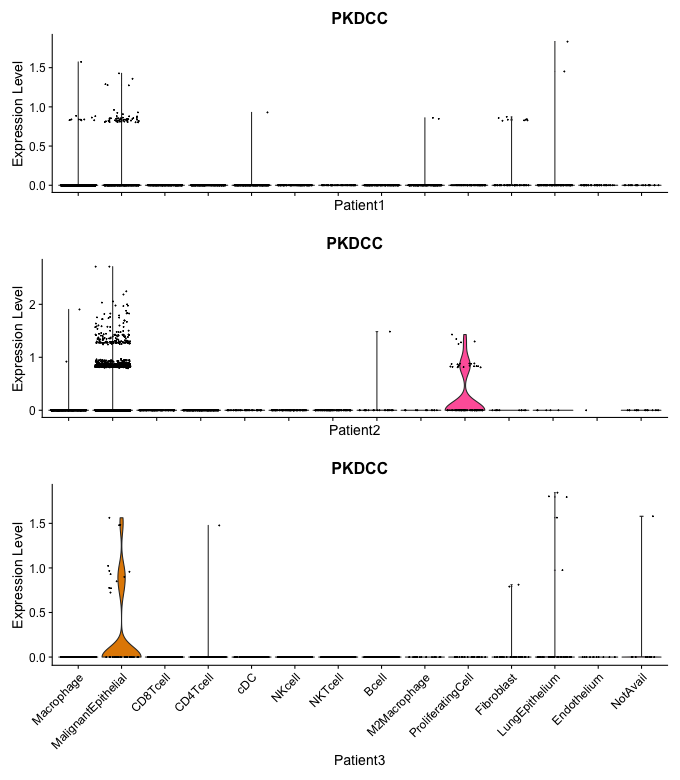 PKDCC
Expression Level
1.5
1.0
0.5
0.0
Patient1
PKDCC
Expression Level
2
1
0
Patient2
PKDCC
Expression Level
1.5
1.0
0.5
0.0
Macrophage
MalignantEpithelial
CD8Tcell
CD4Tcell
cDC
NKcell
NKTcell
Bcell
M2Macrophage
ProliferatingCell
Fibroblast
LungEpithelium
Endothelium
NotAvail
Patient3